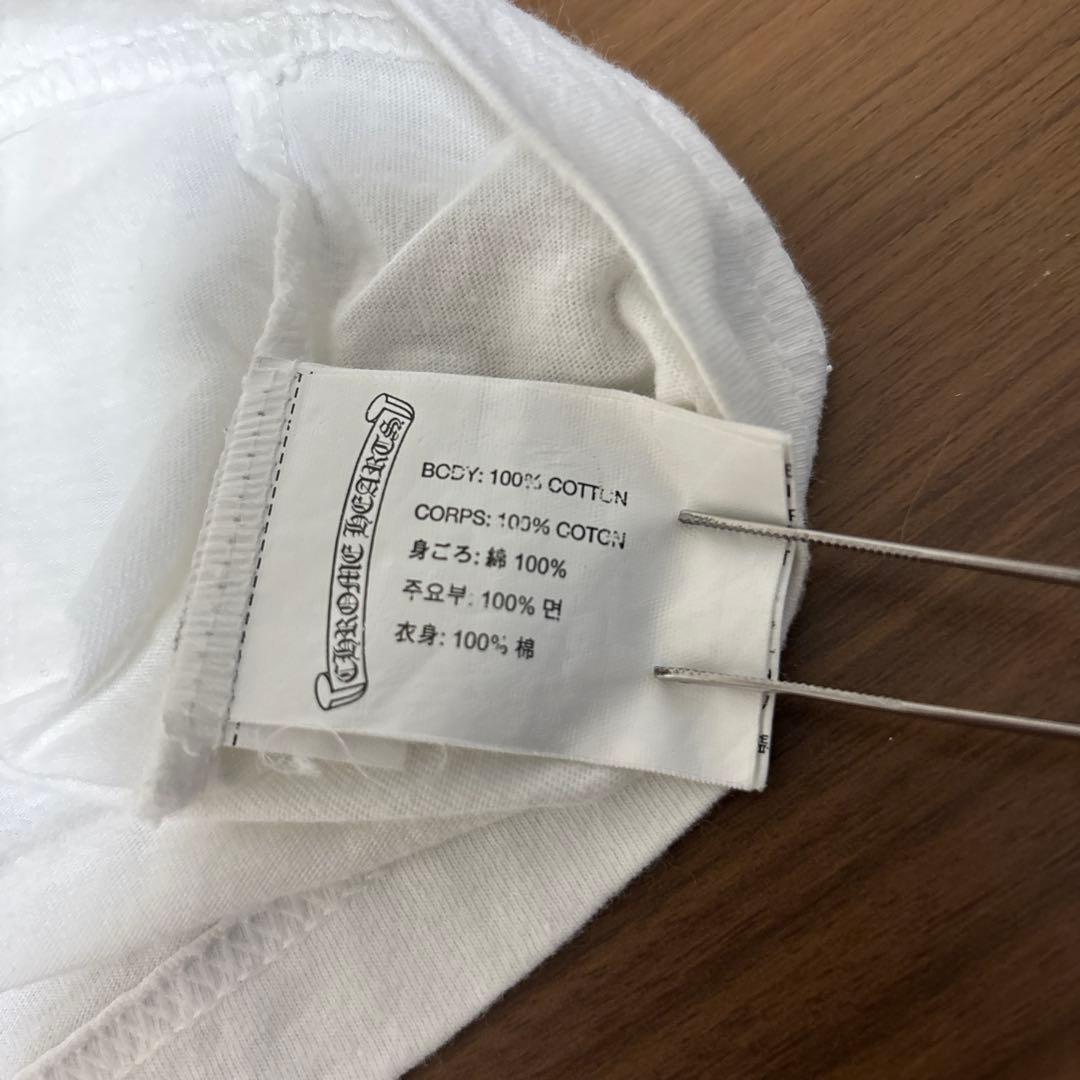 CHROME HEARTS
BODY: 100% COTTON
CORPS: 100% COTON
身ごろ: 綿 100%
주요부: 100% 면
衣身: 100% 棉